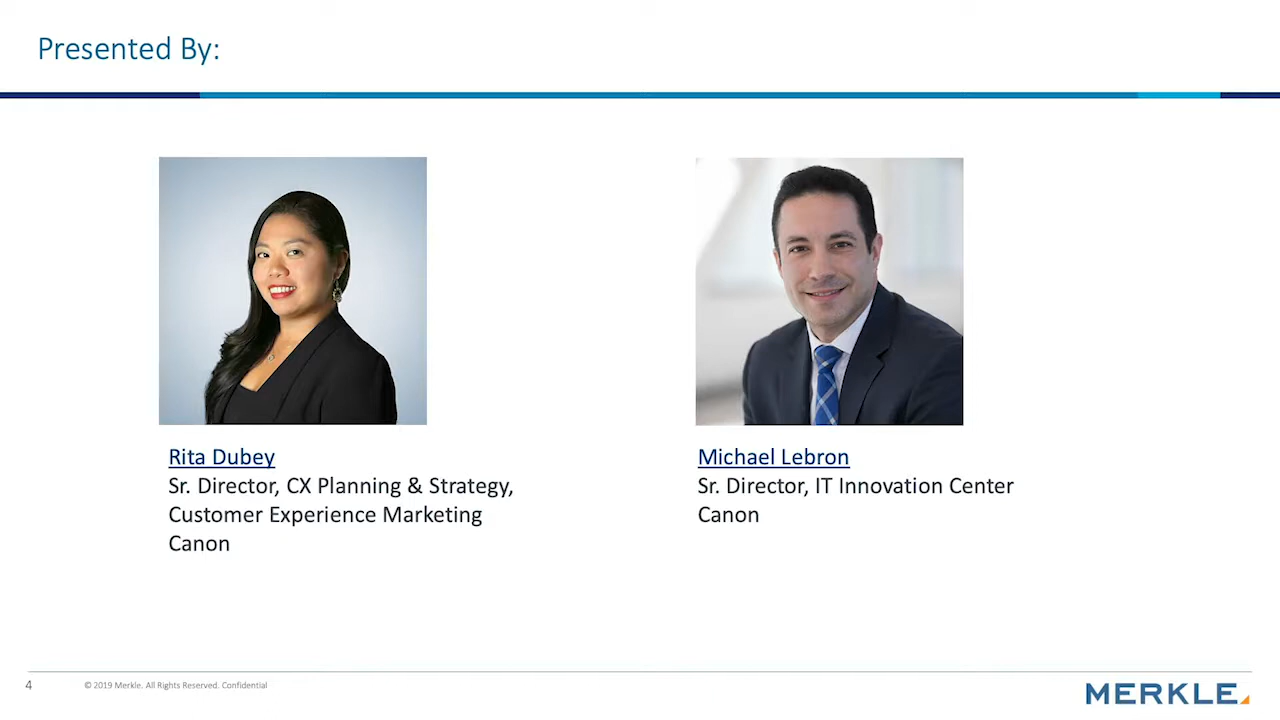 Presented By:
Rita Dubey
Sr. Director, CX Planning & Strategy,
Customer Experience Marketing
Canon
Michael Lebron
Sr. Director, IT Innovation Center
Canon
4
© 2019 Merkle. All Rights Reserved. Confidential
MERKLE